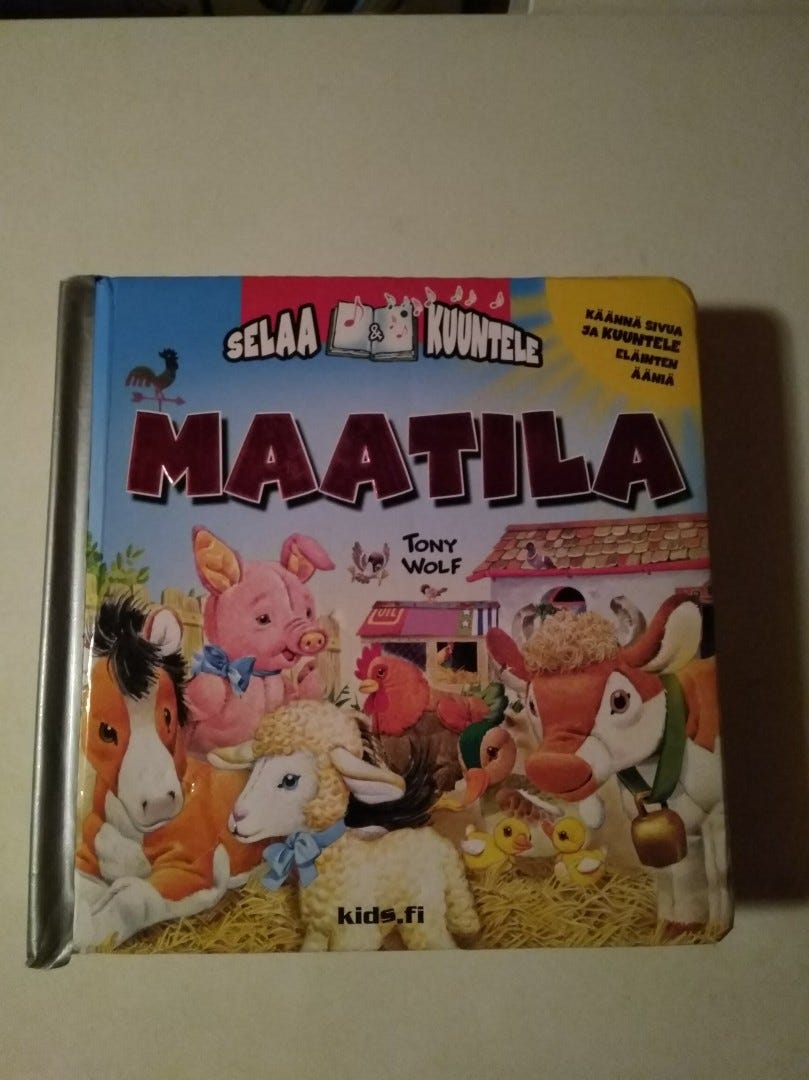 SELAA & KUUNTELE
KÄÄNNÄ SIVUA
JA KUUNTELE
ELÄINTEN
ÄÄNIÄ
MAATILA
TONY
WOLF
kids.fi